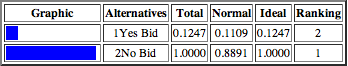 Graphic Alternatives Total Normal Ideal Ranking
1Yes Bid 0.1247 0.1109 0.1247 2
2No Bid 1.0000 0.8891 1.0000 1